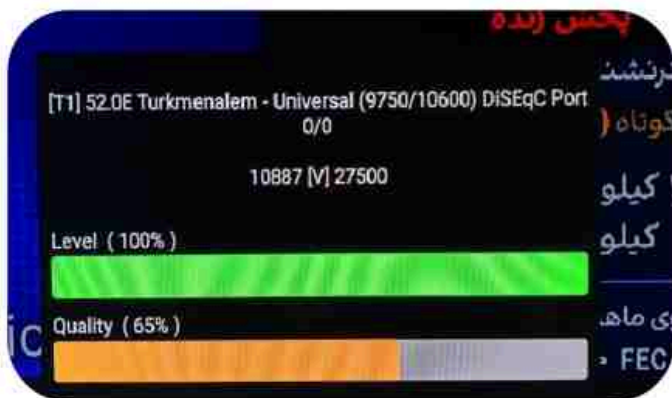 پخش زنده
[T1] 52.0E Turkmenalem - Universal (9750/10600) DiSEqC Port
0/0
10887 [V] 27500
Level ( 100% )
Quality ( 65% )
کیلو
کیلو
FEC